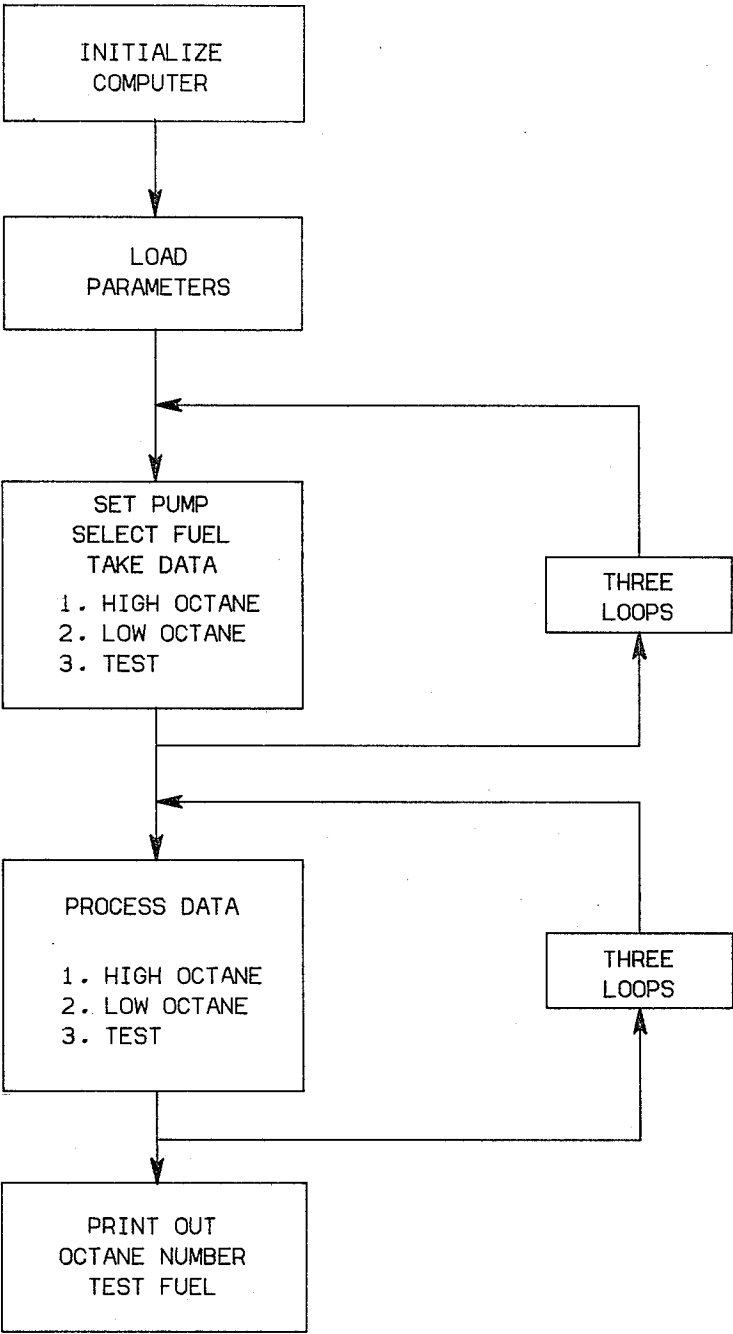 INITIALIZE
COMPUTER
LOAD
PARAMETERS
SET PUMP
SELECT FUEL
TAKE DATA
1. HIGH OCTANE
2. LOW OCTANE
3. TEST
THREE
LOOPS
PROCESS DATA
1. HIGH OCTANE
2. LOW OCTANE
3. TEST
THREE
LOOPS
PRINT OUT
OCTANE NUMBER
TEST FUEL